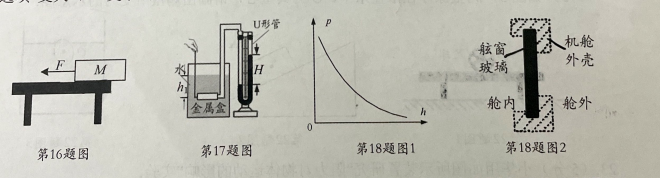 F
M
第16题图
U形管
水
h
H
金属盒
第17题图
p
0
h
第18题图1
舷窗
玻璃
机舱
外壳
舱内
舱外
第18题图2